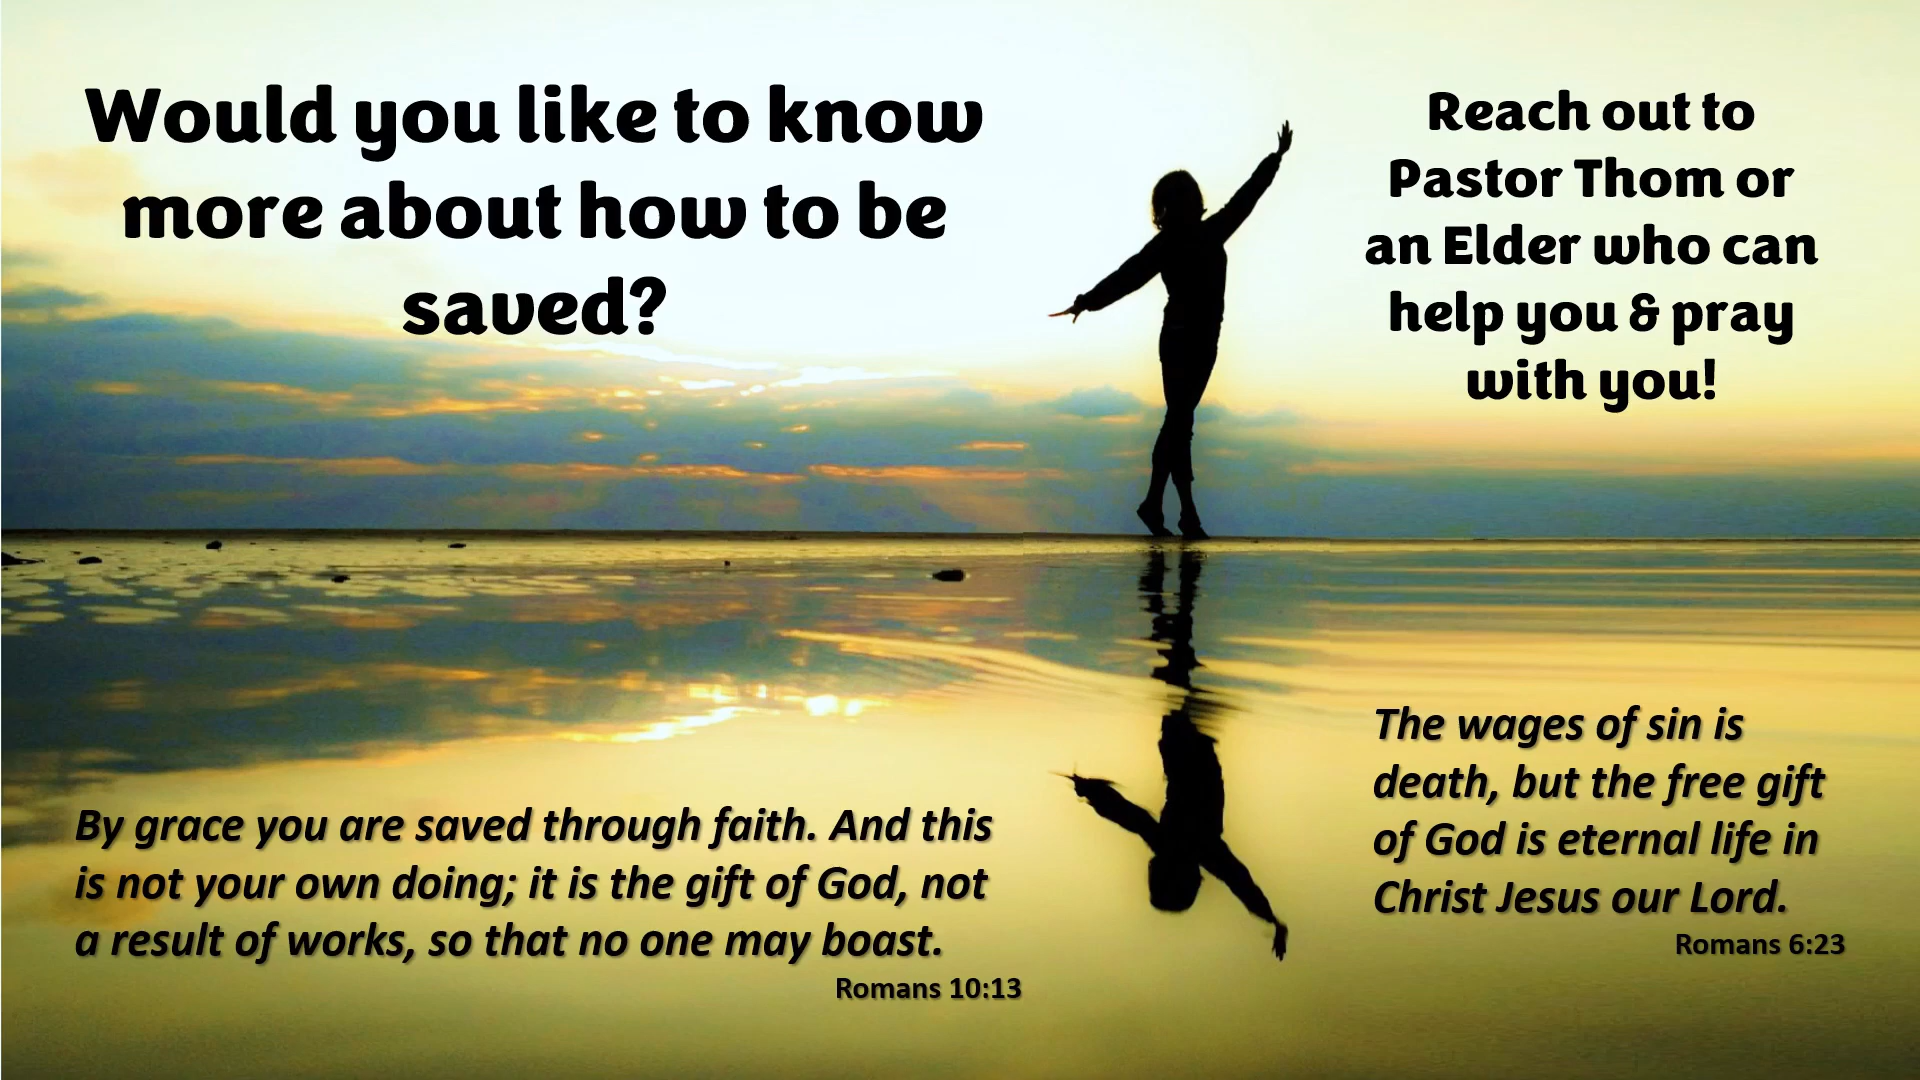 Would you like to know
more about how to be
saved?
Reach out to
Pastor Thom or
an Elder who can
help you & pray
with you!
By grace you are saved through faith. And this
is not your own doing; it is the gift of God, not
a result of works, so that no one may boast.
Romans 10:13
The wages of sin is
death, but the free gift
of God is eternal life in
Christ Jesus our Lord.
Romans 6:23